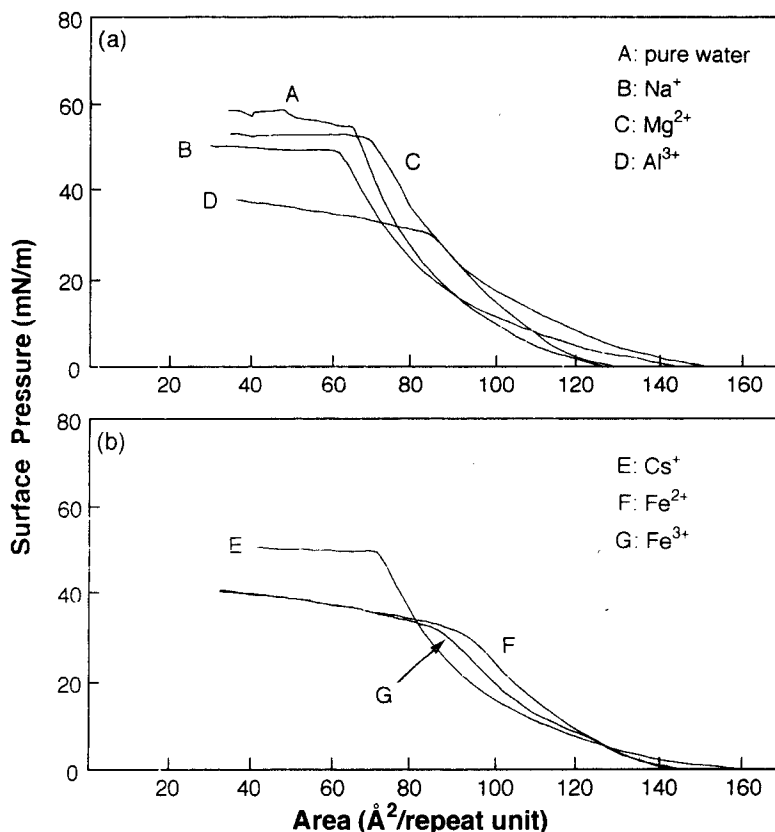 80
(a)
A: pure water
B: Na⁺
C: Mg²⁺
D: Al³⁺
60
A
B
C
40
D
20
0
20 40 60 80 100 120 140 160
Surface Pressure (mN/m)
80
(b)
E: Cs⁺
F: Fe²⁺
G: Fe³⁺
60
E
40
F
G
20
0
20 40 60 80 100 120 140 160
Area (Å²/repeat unit)